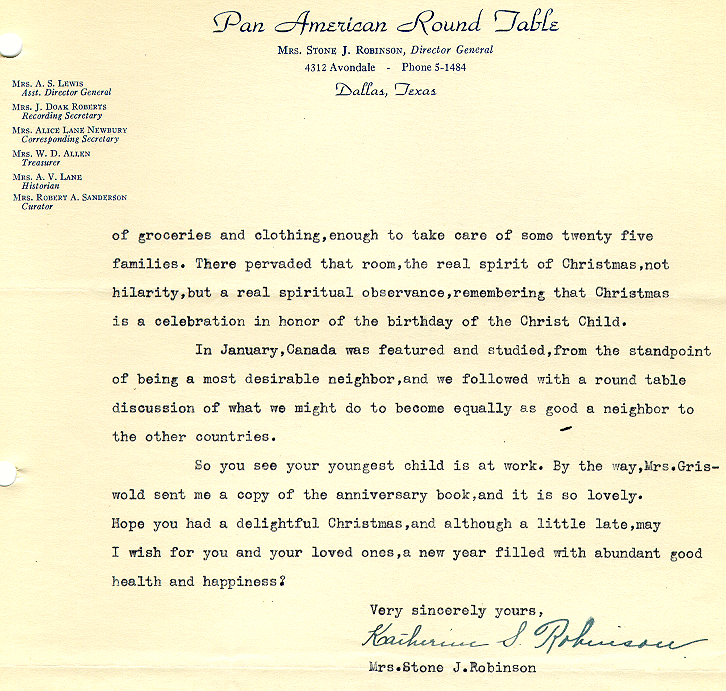 Pan American Round Table
Mrs. Stone J. Robinson, Director General
4312 Avondale - Phone 5-1484
Dallas, Texas
Mrs. A. S. Lewis
Asst. Director General
Mrs. J. Doak Roberts
Recording Secretary
Mrs. Alice Lane Newbury
Corresponding Secretary
Mrs. W. D. Allen
Treasurer
Mrs. A. V. Lane
Historian
Mrs. Robert A. Sanderson
Curator
of groceries and clothing,enough to take care of some twenty five
families. There pervaded that room,the real spirit of Christmas,not
hilarity,but a real spiritual observance,remembering that Christmas
is a celebration in honor of the birthday of the Christ Child.
In January,Canada was featured and studied,from the standpoint
of being a most desirable neighbor,and we followed with a round table
discussion of what we might do to become equally as good a neighbor to
the other countries.
So you see your youngest child is at work. By the way,Mrs.Gris-
wold sent me a copy of the anniversary book,and it is so lovely.
Hope you had a delightful Christmas,and although a little late,may
I wish for you and your loved ones,a new year filled with abundant good
health and happiness?
Very sincerely yours,
Katherine S. Robinson
Mrs.Stone J.Robinson